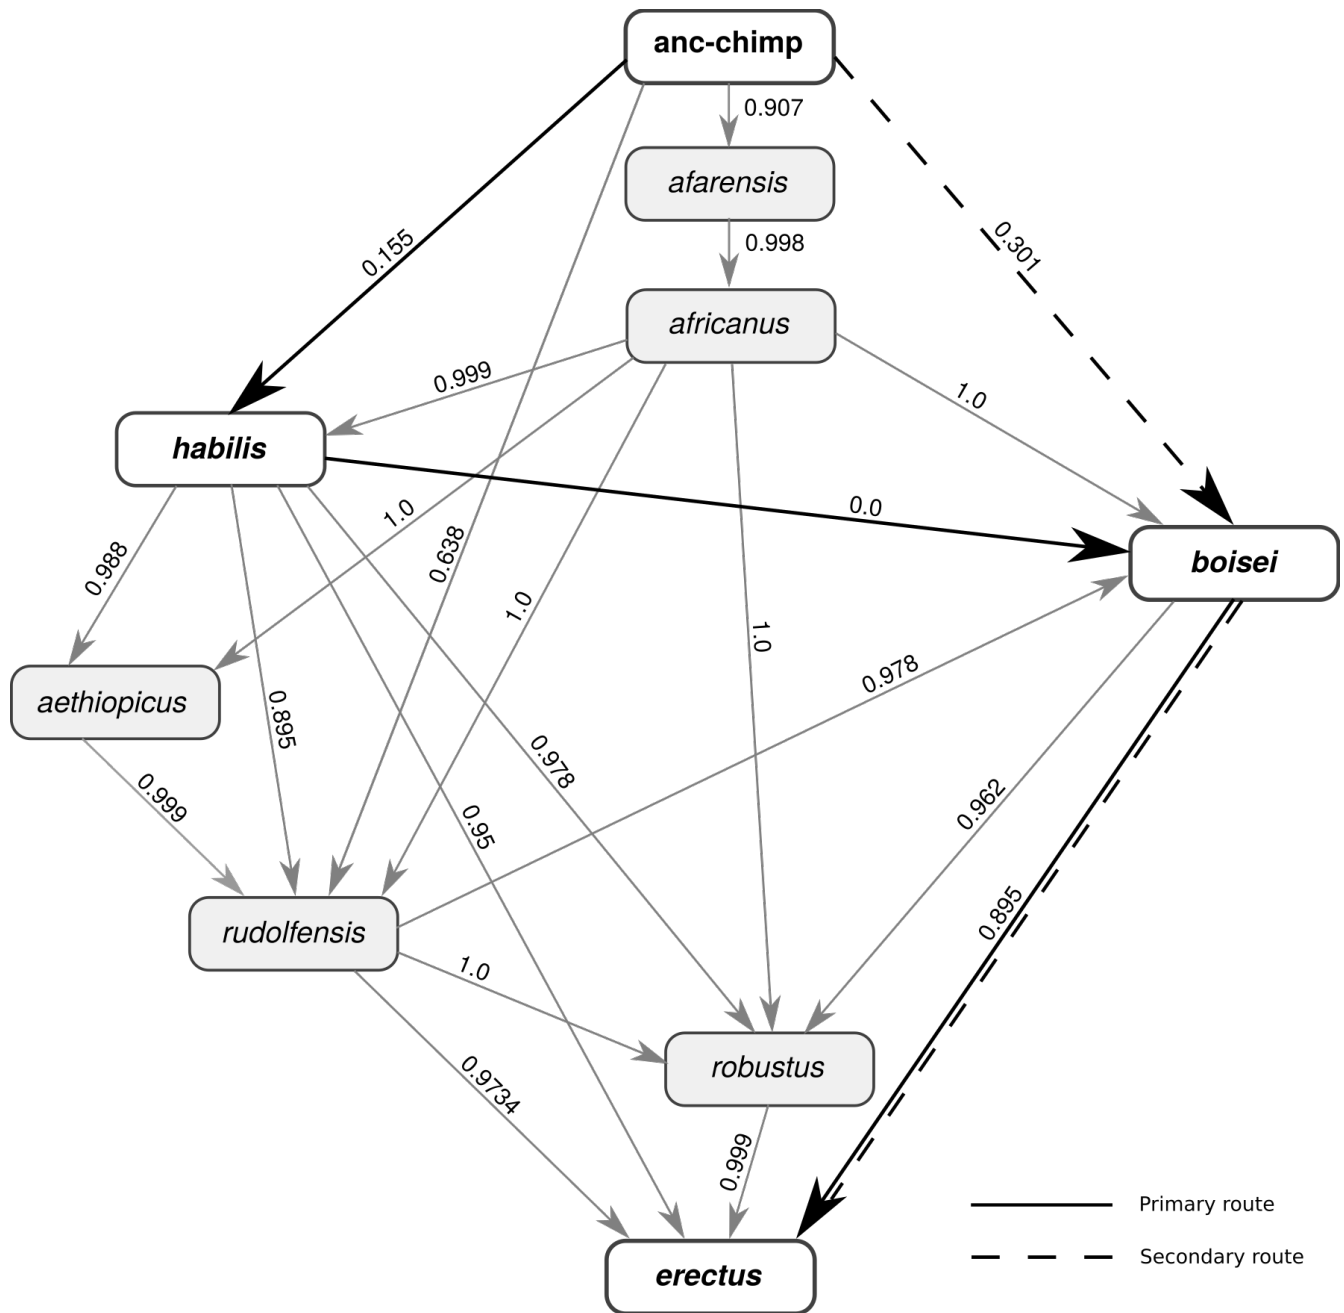 anc-chimp
0.907
afarensis
0.998
africanus
0.155
0.301
0.999
1.0
habilis
1.0
0.0
0.638
boisei
0.988
1.0
1.0
aethiopicus
0.895
0.978
0.978
0.999
0.95
0.962
rudolfensis
0.895
1.0
robustus
0.9734
0.999
Primary route
Secondary route
erectus